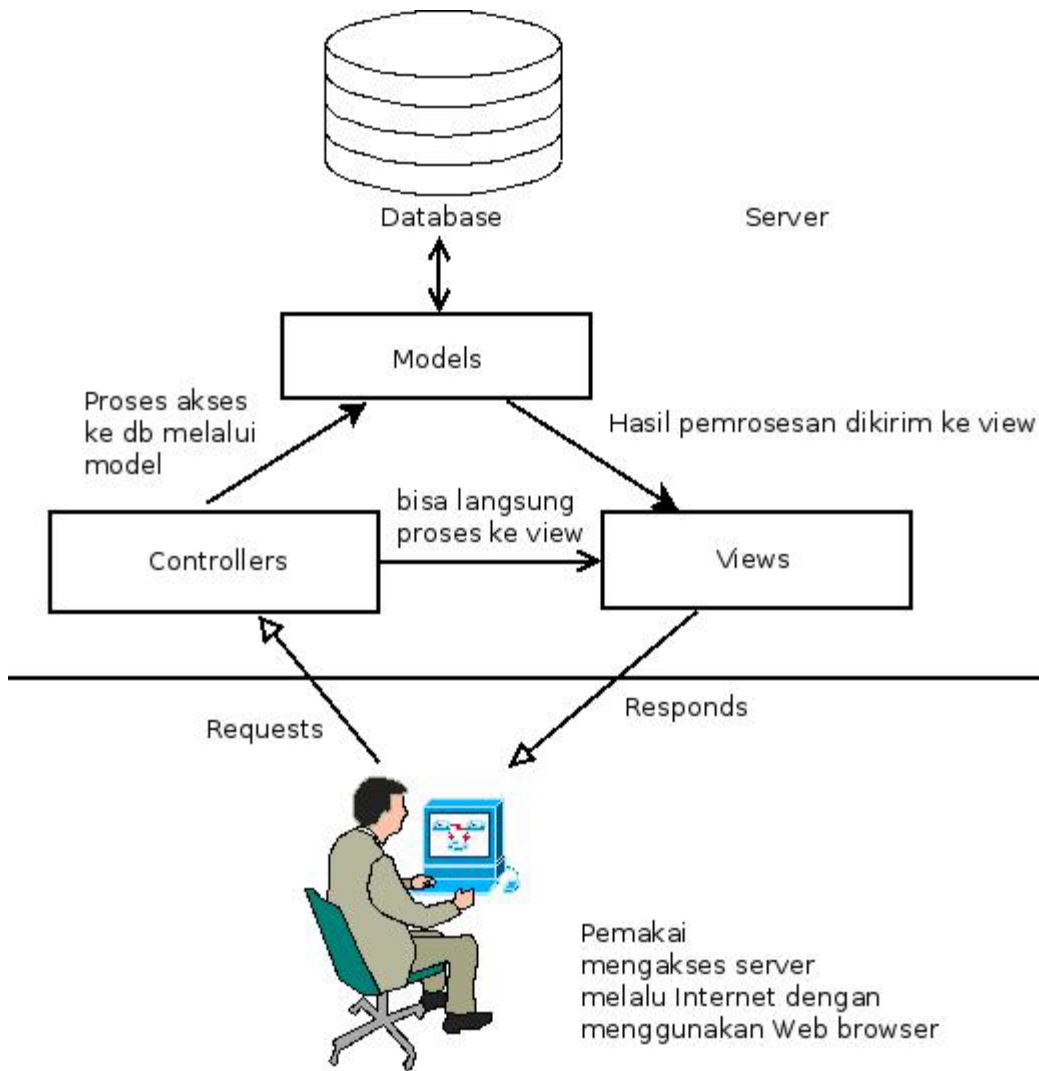 Database
Server
Models
Proses akses
ke db melalui
model
Hasil pemrosesan dikirim ke view
bisa langsung
proses ke view
Controllers
Views
Requests
Responds
Pemakai
mengakses server
melalu Internet dengan
menggunakan Web browser